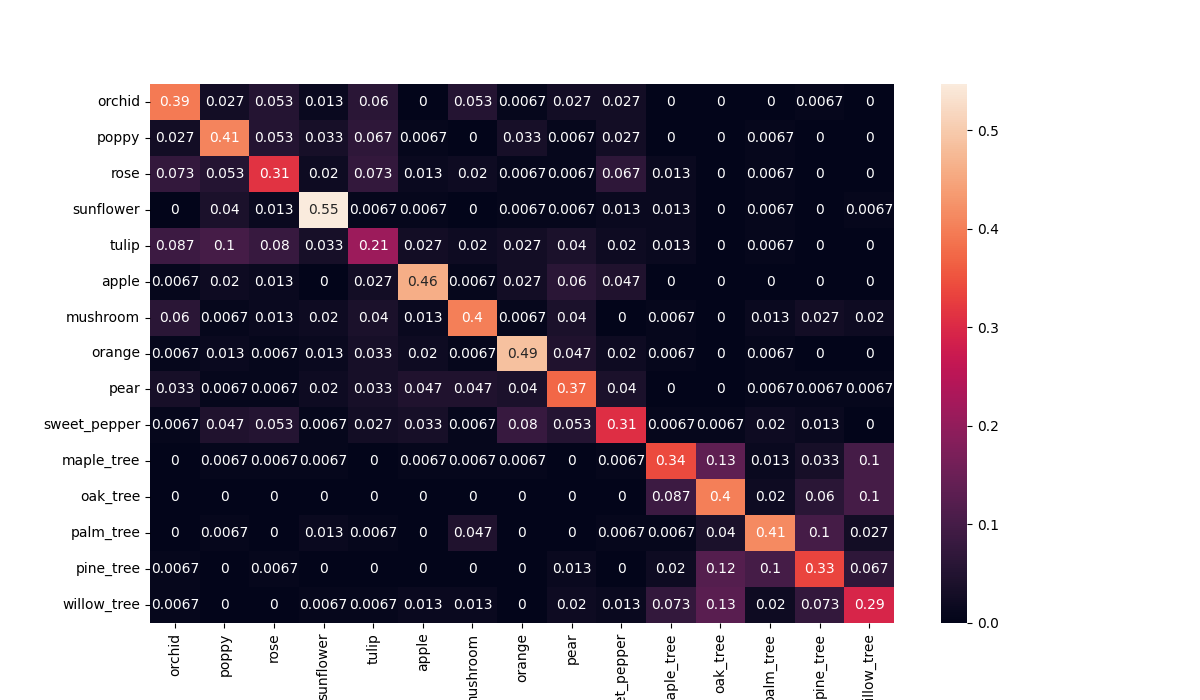 orchid 0.39 0.027 0.053 0.013 0.06 0 0.053 0.0067 0.027 0.027 0 0 0 0.0067 0
0.5
poppy 0.027 0.41 0.053 0.033 0.067 0.0067 0 0.033 0.0067 0.027 0 0 0.0067 0 0
rose 0.073 0.053 0.31 0.02 0.073 0.013 0.02 0.0067 0.0067 0.067 0.013 0 0.0067 0 0
sunflower 0 0.04 0.013 0.55 0.0067 0.0067 0 0.0067 0.0067 0.013 0.013 0 0.0067 0 0.0067
0.4
tulip 0.087 0.1 0.08 0.033 0.21 0.027 0.02 0.027 0.04 0.02 0.013 0 0.0067 0 0
apple 0.0067 0.02 0.013 0 0.027 0.46 0.0067 0.027 0.06 0.047 0 0 0 0 0
mushroom 0.06 0.0067 0.013 0.02 0.04 0.013 0.4 0.0067 0.04 0 0.0067 0 0.013 0.027 0.02
0.3
orange 0.0067 0.013 0.0067 0.013 0.033 0.02 0.0067 0.49 0.047 0.02 0.0067 0 0.0067 0 0
pear 0.033 0.0067 0.0067 0.02 0.033 0.047 0.047 0.04 0.37 0.04 0 0 0.0067 0.0067 0.0067
sweet_pepper 0.0067 0.047 0.053 0.0067 0.027 0.033 0.0067 0.08 0.053 0.31 0.0067 0.0067 0.02 0.013 0
0.2
maple_tree 0 0.0067 0.0067 0.0067 0 0.0067 0.0067 0.0067 0 0.0067 0.34 0.13 0.013 0.033 0.1
oak_tree 0 0 0 0 0 0 0 0 0 0 0.087 0.4 0.02 0.06 0.1
palm_tree 0 0.0067 0 0.013 0.0067 0 0.047 0 0 0.0067 0.0067 0.04 0.41 0.1 0.027
0.1
pine_tree 0.0067 0 0.0067 0 0 0 0 0 0.013 0 0.02 0.12 0.1 0.33 0.067
willow_tree 0.0067 0 0 0.0067 0.0067 0.013 0.013 0 0.02 0.013 0.073 0.13 0.02 0.073 0.29
0.0
orchid
poppy
rose
sunflower
tulip
apple
ushroom
orange
pear
et_pepper
aple_tree
oak_tree
palm_tree
pine_tree
illow_tree